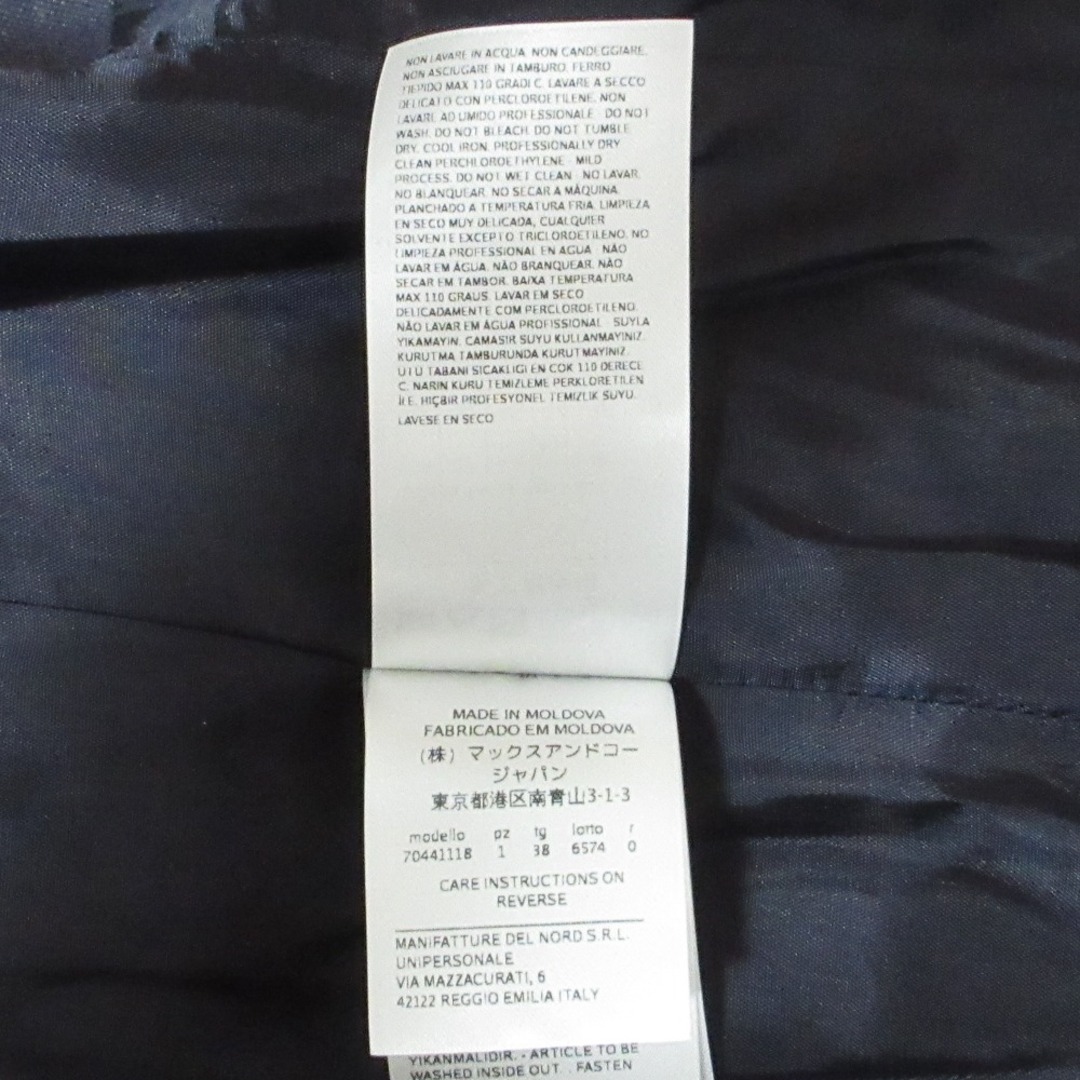 NON LAVARE IN ACQUA. NON CANDEGGIARE.
NON ASCIUGARE IN TAMBURO. FERRO
TIEPIDO MAX 110 GRADI C. LAVARE A SECCO
DELICATO CON PERCLOROETILENE. NON
LAVARE AD UMIDO PROFESSIONALE - DO NOT
WASH. DO NOT BLEACH. DO NOT TUMBLE
DRY. COOL IRON. PROFESSIONALLY DRY
CLEAN PERCHLOROETHYLENE - MILD
PROCESS. DO NOT WET CLEAN - NO LAVAR.
NO BLANQUEAR. NO SECAR A MÁQUINA.
PLANCHADO A TEMPERATURA FRIA. LIMPIEZA
EN SECO MUY DELICADA, CUALQUIER
SOLVENTE EXCEPTO TRICLOROETILENO. NO
LIMPIEZA PROFESSIONAL EN AGUA - NÃO
LAVAR EM ÁGUA. NÃO BRANQUEAR. NÃO
SECAR EM TAMBOR. BAIXA TEMPERATURA
MAX 110 GRAUS. LAVAR EM SECO
DELICADAMENTE COM PERCLOROETILENO.
NÃO LAVAR EM ÁGUA PROFISSIONAL - SUYLA
YIKAMAYIN. CAMASIR SUYU KULLANMAYINIZ.
KURUTMA TAMBURUNDA KURUTMAYINIZ.
UTU TABANI SICAKLIGI EN COK 110 DERECE
C. NARIN KURU TEMIZLEME PERKLORETILEN
İLE. HIÇBIR PROFESYONEL TEMIZLIK SUYU.
LAVESE EN SECO
MADE IN MOLDOVA
FABRICADO EM MOLDOVA
(株) マックスアンドコー
ジャパン
東京都港区南青山3-1-3
modello pz tg lotto r
70441118 1 38 6574 0
CARE INSTRUCTIONS ON
REVERSE
MANIFATTURE DEL NORD S.R.L.
UNIPERSONALE
VIA MAZZACURATI, 6
42122 REGGIO EMILIA ITALY
YIKANMALIDIR. - ARTICLE TO BE
WASHED INSIDE OUT. FASTEN